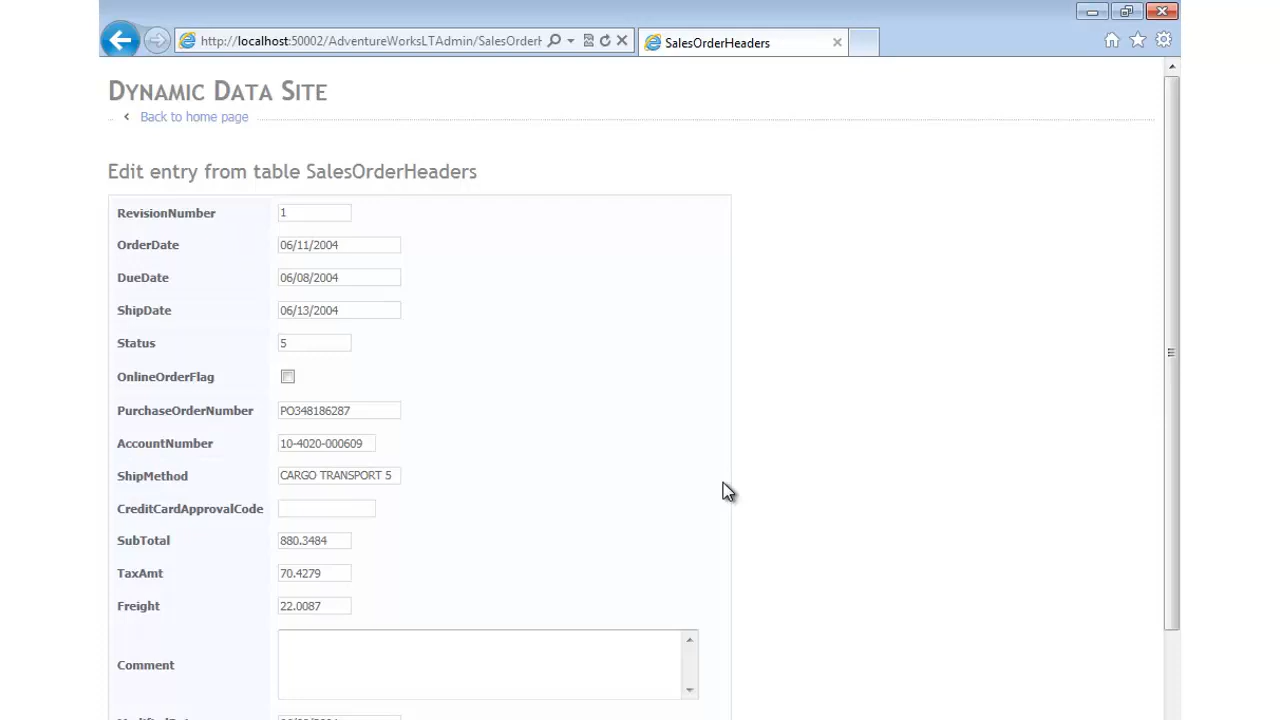 http://localhost:50002/AdventureWorksLTAdmin/SalesOrderH
SalesOrderHeaders
DYNAMIC DATA SITE
Back to home page
Edit entry from table SalesOrderHeaders
RevisionNumber 1
OrderDate 06/11/2004
DueDate 06/08/2004
ShipDate 06/13/2004
Status 5
OnlineOrderFlag
PurchaseOrderNumber PO348186287
AccountNumber 10-4020-000609
ShipMethod CARGO TRANSPORT 5
CreditCardApprovalCode
SubTotal 880.3484
TaxAmt 70.4279
Freight 22.0087
Comment